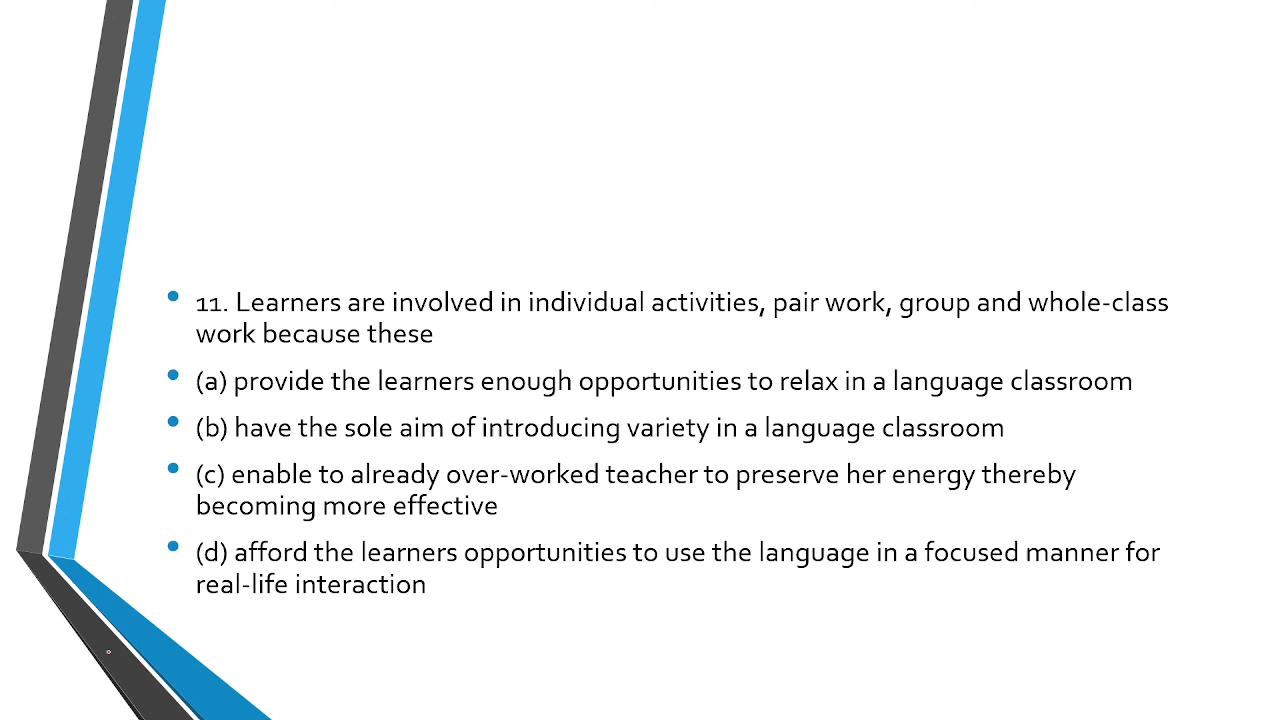 11. Learners are involved in individual activities, pair work, group and whole-class
work because these
(a) provide the learners enough opportunities to relax in a language classroom
(b) have the sole aim of introducing variety in a language classroom
(c) enable to already over-worked teacher to preserve her energy thereby
becoming more effective
(d) afford the learners opportunities to use the language in a focused manner for
real-life interaction